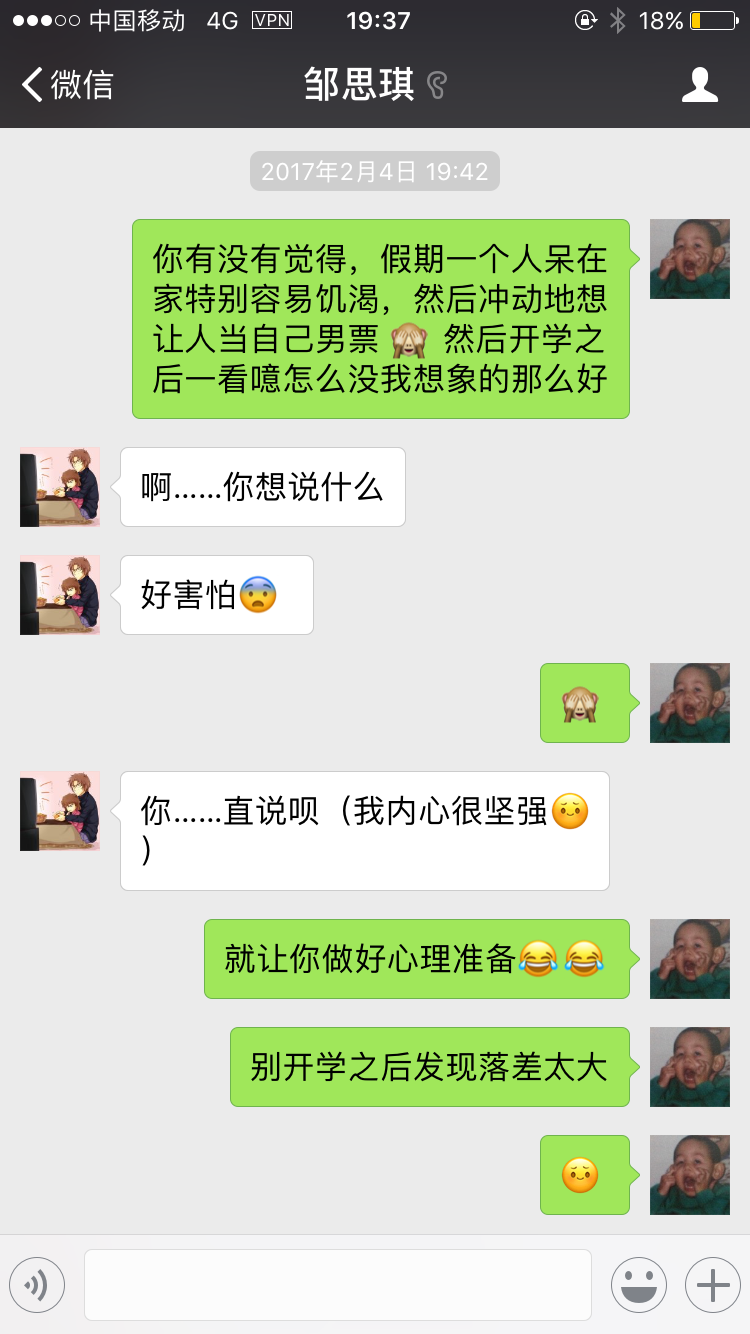 中国移动 4G VPN 19:37 18%
微信 邹思琪
2017年2月4日 19:42
你有没有觉得，假期一个人呆在
家特别容易饥渴，然后冲动地想
让人当自己男票🙈 然后开学之
后一看噫怎么没我想象的那么好
啊……你想说什么
好害怕😨
🙈
你……直说呗（我内心很坚强☺️
）
就让你做好心理准备😂😂
别开学之后发现落差太大
☺️